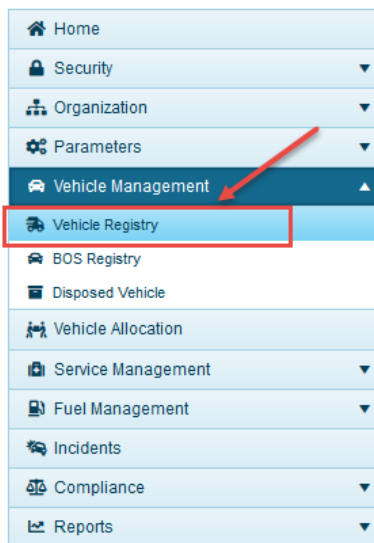 Home
Security
Organization
Parameters
Vehicle Management
Vehicle Registry
BOS Registry
Disposed Vehicle
Vehicle Allocation
Service Management
Fuel Management
Incidents
Compliance
Reports